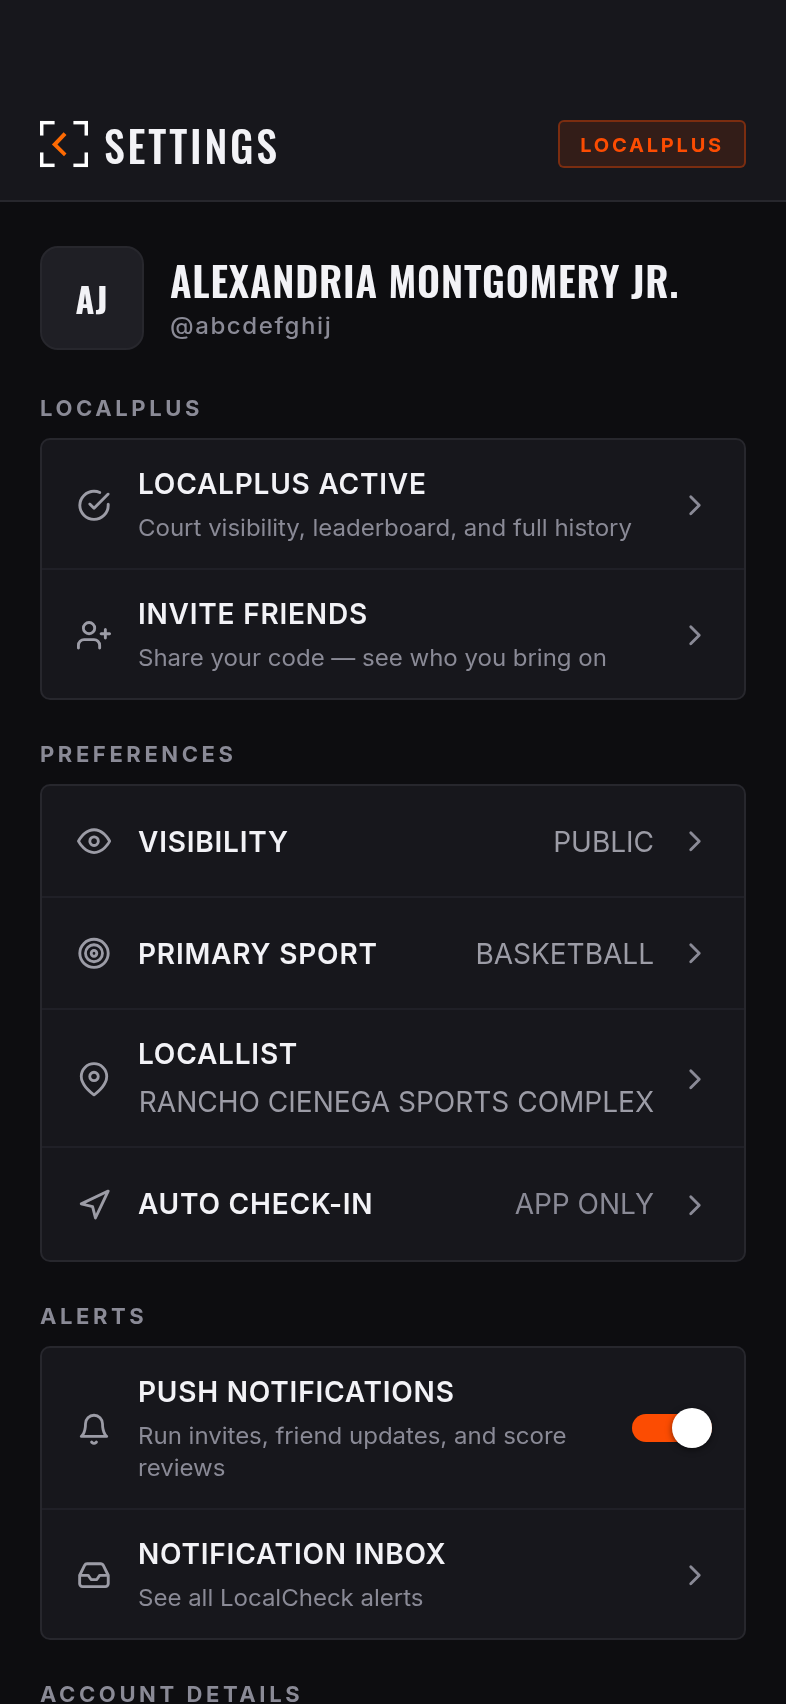 SETTINGS
LOCALPLUS
AJ
ALEXANDRIA MONTGOMERY JR.
@abcdefghij
LOCALPLUS
LOCALPLUS ACTIVE
Court visibility, leaderboard, and full history
INVITE FRIENDS
Share your code — see who you bring on
PREFERENCES
VISIBILITY
PUBLIC
PRIMARY SPORT
BASKETBALL
LOCALLIST
RANCHO CIENEGA SPORTS COMPLEX
AUTO CHECK-IN
APP ONLY
ALERTS
PUSH NOTIFICATIONS
Run invites, friend updates, and score
reviews
NOTIFICATION INBOX
See all LocalCheck alerts
ACCOUNT DETAILS